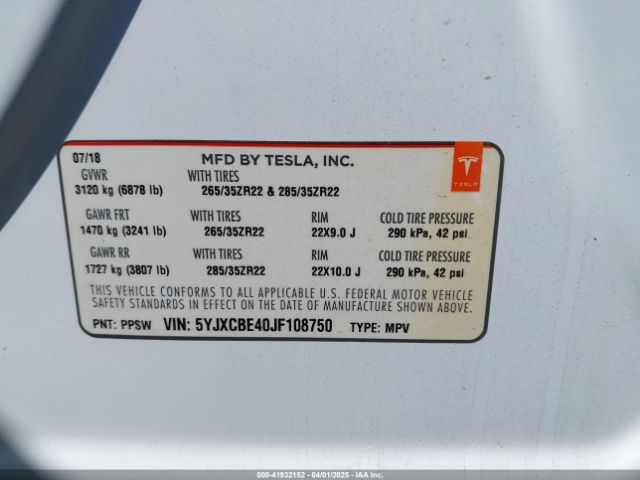 07/18 MFD BY TESLA, INC.
GVWR WITH TIRES
3120 kg (6878 lb) 265/35ZR22 & 285/35ZR22
TESLA
GAWR FRT WITH TIRES RIM COLD TIRE PRESSURE
1470 kg (3241 lb) 265/35ZR22 22X9.0 J 290 kPa, 42 psi
GAWR RR WITH TIRES RIM COLD TIRE PRESSURE
1727 kg (3807 lb) 285/35ZR22 22X10.0 J 290 kPa, 42 psi
THIS VEHICLE CONFORMS TO ALL APPLICABLE U.S. FEDERAL MOTOR VEHICLE
SAFETY STANDARDS IN EFFECT ON THE DATE OF MANUFACTURE SHOWN ABOVE.
PNT: PPSW VIN: 5YJXCBE40JF108750 TYPE: MPV
000-41932152 - 04/01/2025 - IAA Inc.